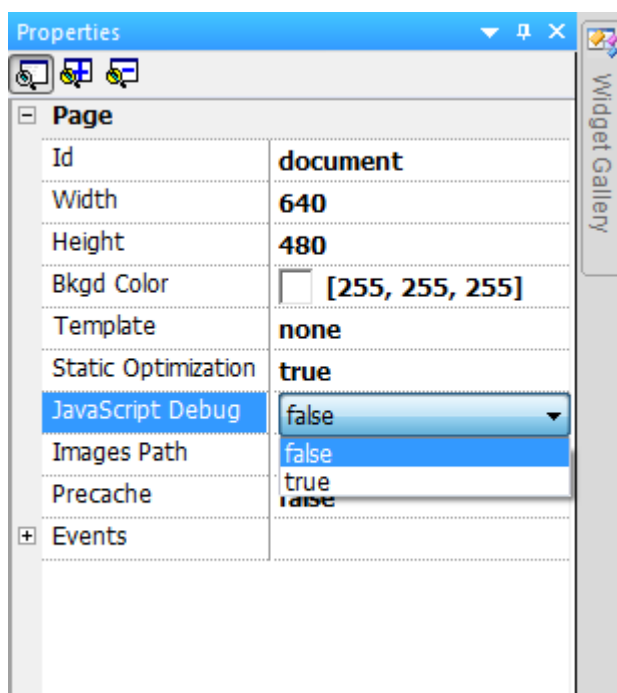 Properties
Page
Id document
Width 640
Height 480
Bkgd Color [255, 255, 255]
Template none
Static Optimization true
JavaScript Debug false
Images Path false
true
Precache false
Events
Widget Gallery